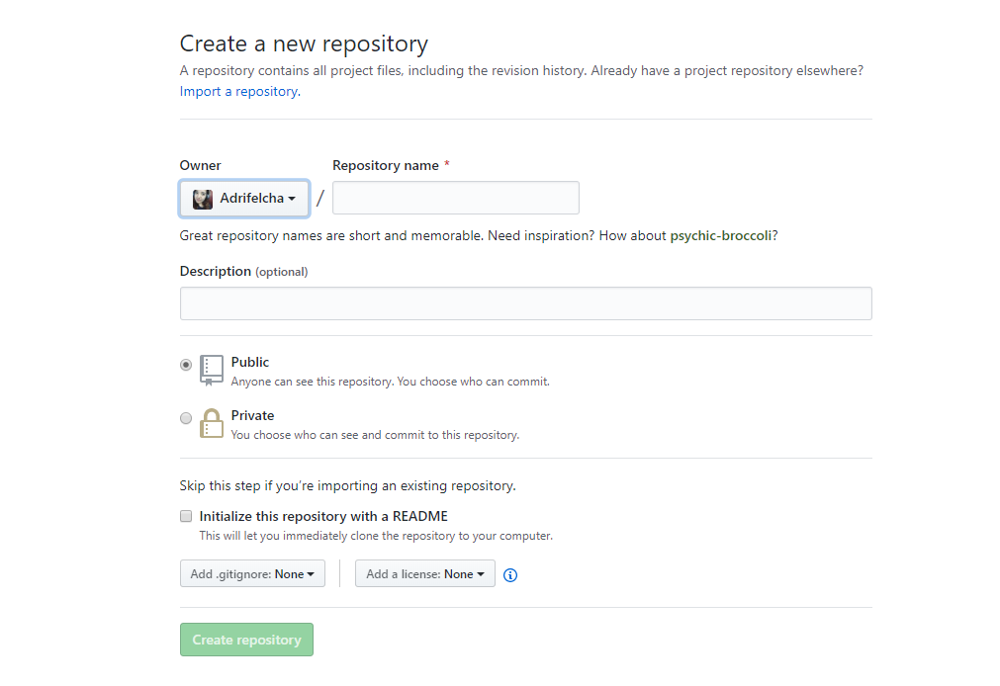 Create a new repository
A repository contains all project files, including the revision history. Already have a project repository elsewhere?
Import a repository.
Owner
Repository name *
Adrifelcha
/
Great repository names are short and memorable. Need inspiration? How about psychic-broccoli?
Description (optional)
Public
Anyone can see this repository. You choose who can commit.
Private
You choose who can see and commit to this repository.
Skip this step if you're importing an existing repository.
Initialize this repository with a README
This will let you immediately clone the repository to your computer.
Add .gitignore: None
Add a license: None
Create repository